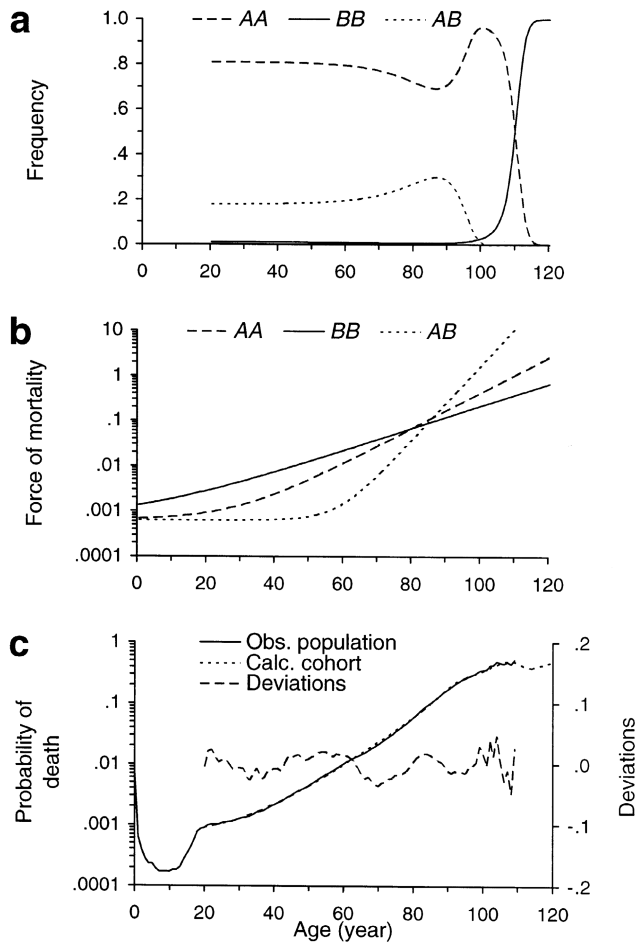 a
AA BB AB
1.0
.8
.6
.4
.2
.0
Frequency
0 20 40 60 80 100 120
b
AA BB AB
10
1
.1
.01
.001
.0001
Force of mortality
0 20 40 60 80 100 120
c
Obs. population
Calc. cohort
Deviations
1
.1
.01
.001
.0001
Probability of
death
.2
.1
.0
-.1
-.2
Deviations
0 20 40 60 80 100 120
Age (year)